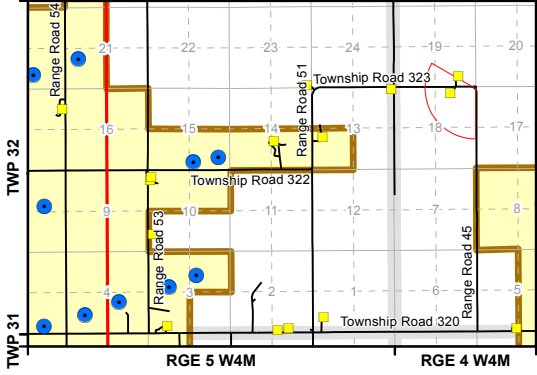 21 22 23 24 19 20
Range Road 54
Range Road 51
Township Road 323
16 15 14 13 18 17
TWP 32
Township Road 322
9 10 11 12 7 8
Range Road 53
Range Road 45
4 3 2 1 6 5
Township Road 320
TWP 31
RGE 5 W4M RGE 4 W4M